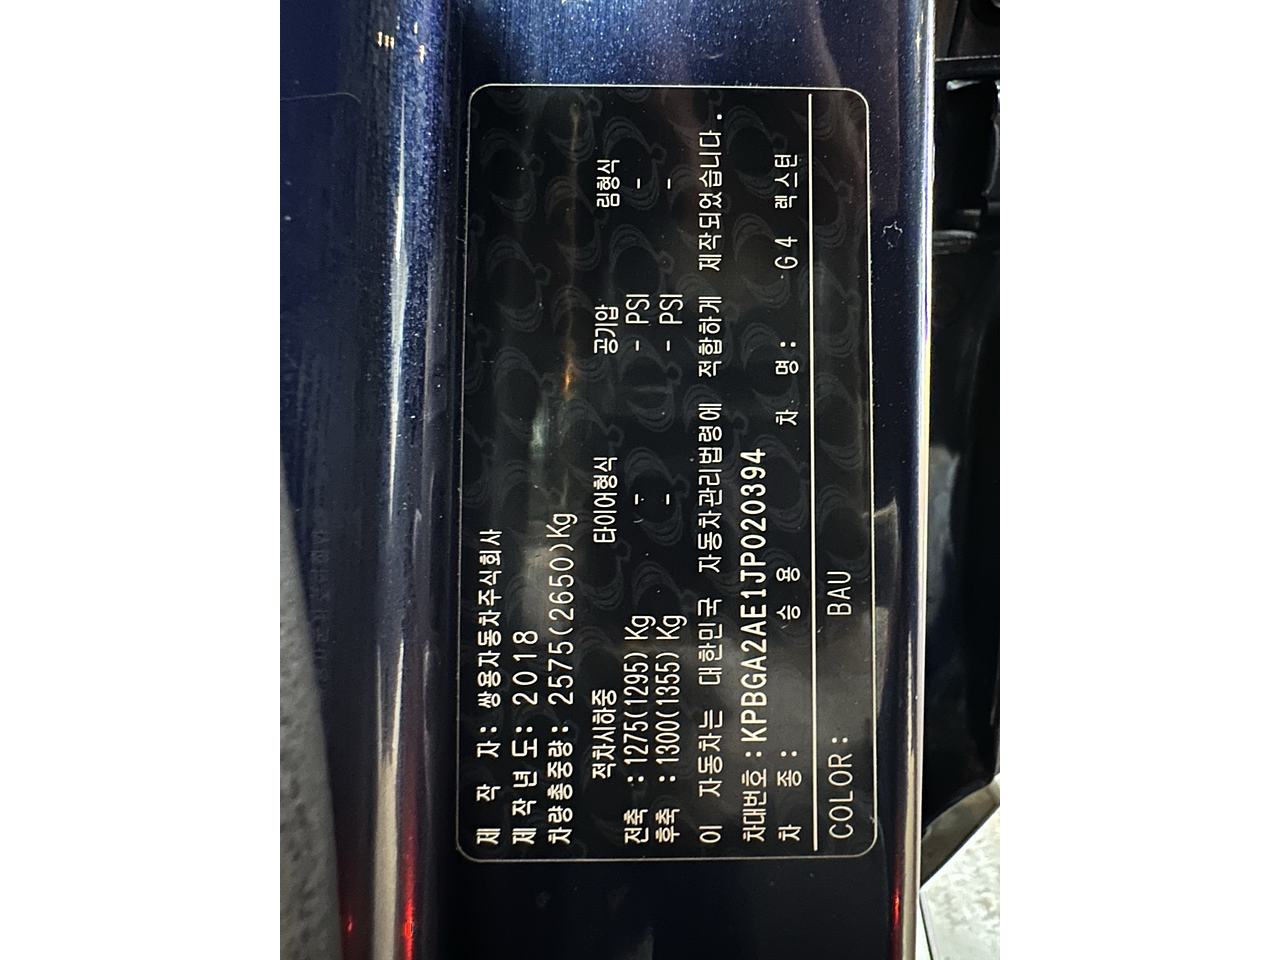 제 작 자: 쌍용자동차주식회사
제작년도: 2018
차량총중량: 2575(2650)Kg
적차시하중 타이어형식 공기압 림형식
전축 :1275(1295) Kg - - PSI -
후축 :1300(1355) Kg - - PSI -
이 자동차는 대한민국 자동차관리법령에 적합하게 제작되었습니다.
차대번호:KPBGA2AE1JP020394
차 종: 승 용 차 명: G4 렉스턴
COLOR: BAU